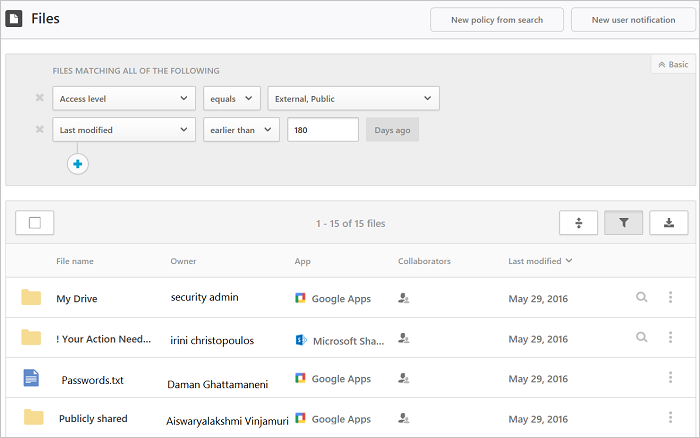 Files
New policy from search
New user notification
FILES MATCHING ALL OF THE FOLLOWING
Basic
Access level equals External, Public
Last modified earlier than 180 Days ago
1 - 15 of 15 files
File name Owner App Collaborators Last modified
My Drive security admin Google Apps May 29, 2016
! Your Action Need... irini christopoulos Microsoft Sha... May 29, 2016
Passwords.txt Daman Ghattamaneni Google Apps May 29, 2016
Publicly shared Aiswaryalakshmi Vinjamuri Google Apps May 29, 2016